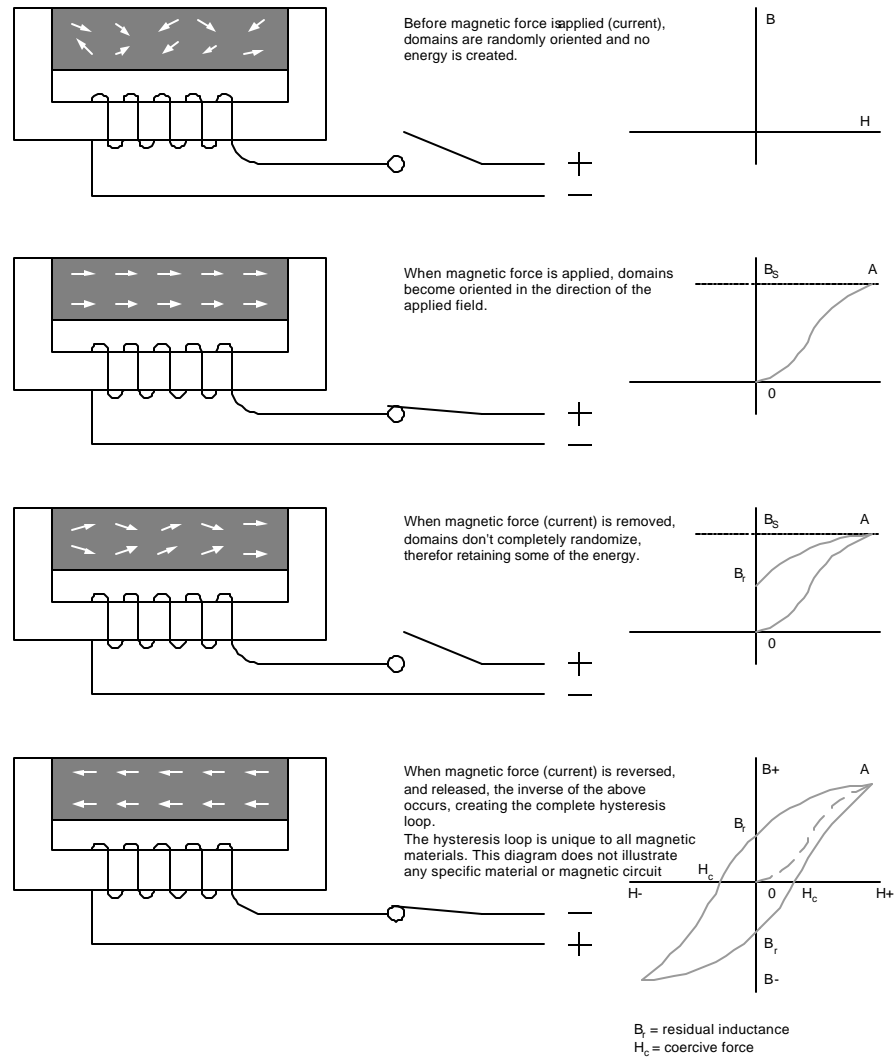 Before magnetic force is applied (current),
domains are randomly oriented and no
energy is created.
B
H
+
−
When magnetic force is applied, domains
become oriented in the direction of the
applied field.
Bs
A
0
+
−
When magnetic force (current) is removed,
domains don't completely randomize,
therefor retaining some of the energy.
Bs
A
Br
0
+
−
When magnetic force (current) is reversed,
and released, the inverse of the above
occurs, creating the complete hysteresis
loop.
The hysteresis loop is unique to all magnetic
materials. This diagram does not illustrate
any specific material or magnetic circuit
B+
A
Br
Hc
H-
0
Hc
H+
Br
B-
−
+
Br = residual inductance
Hc = coercive force